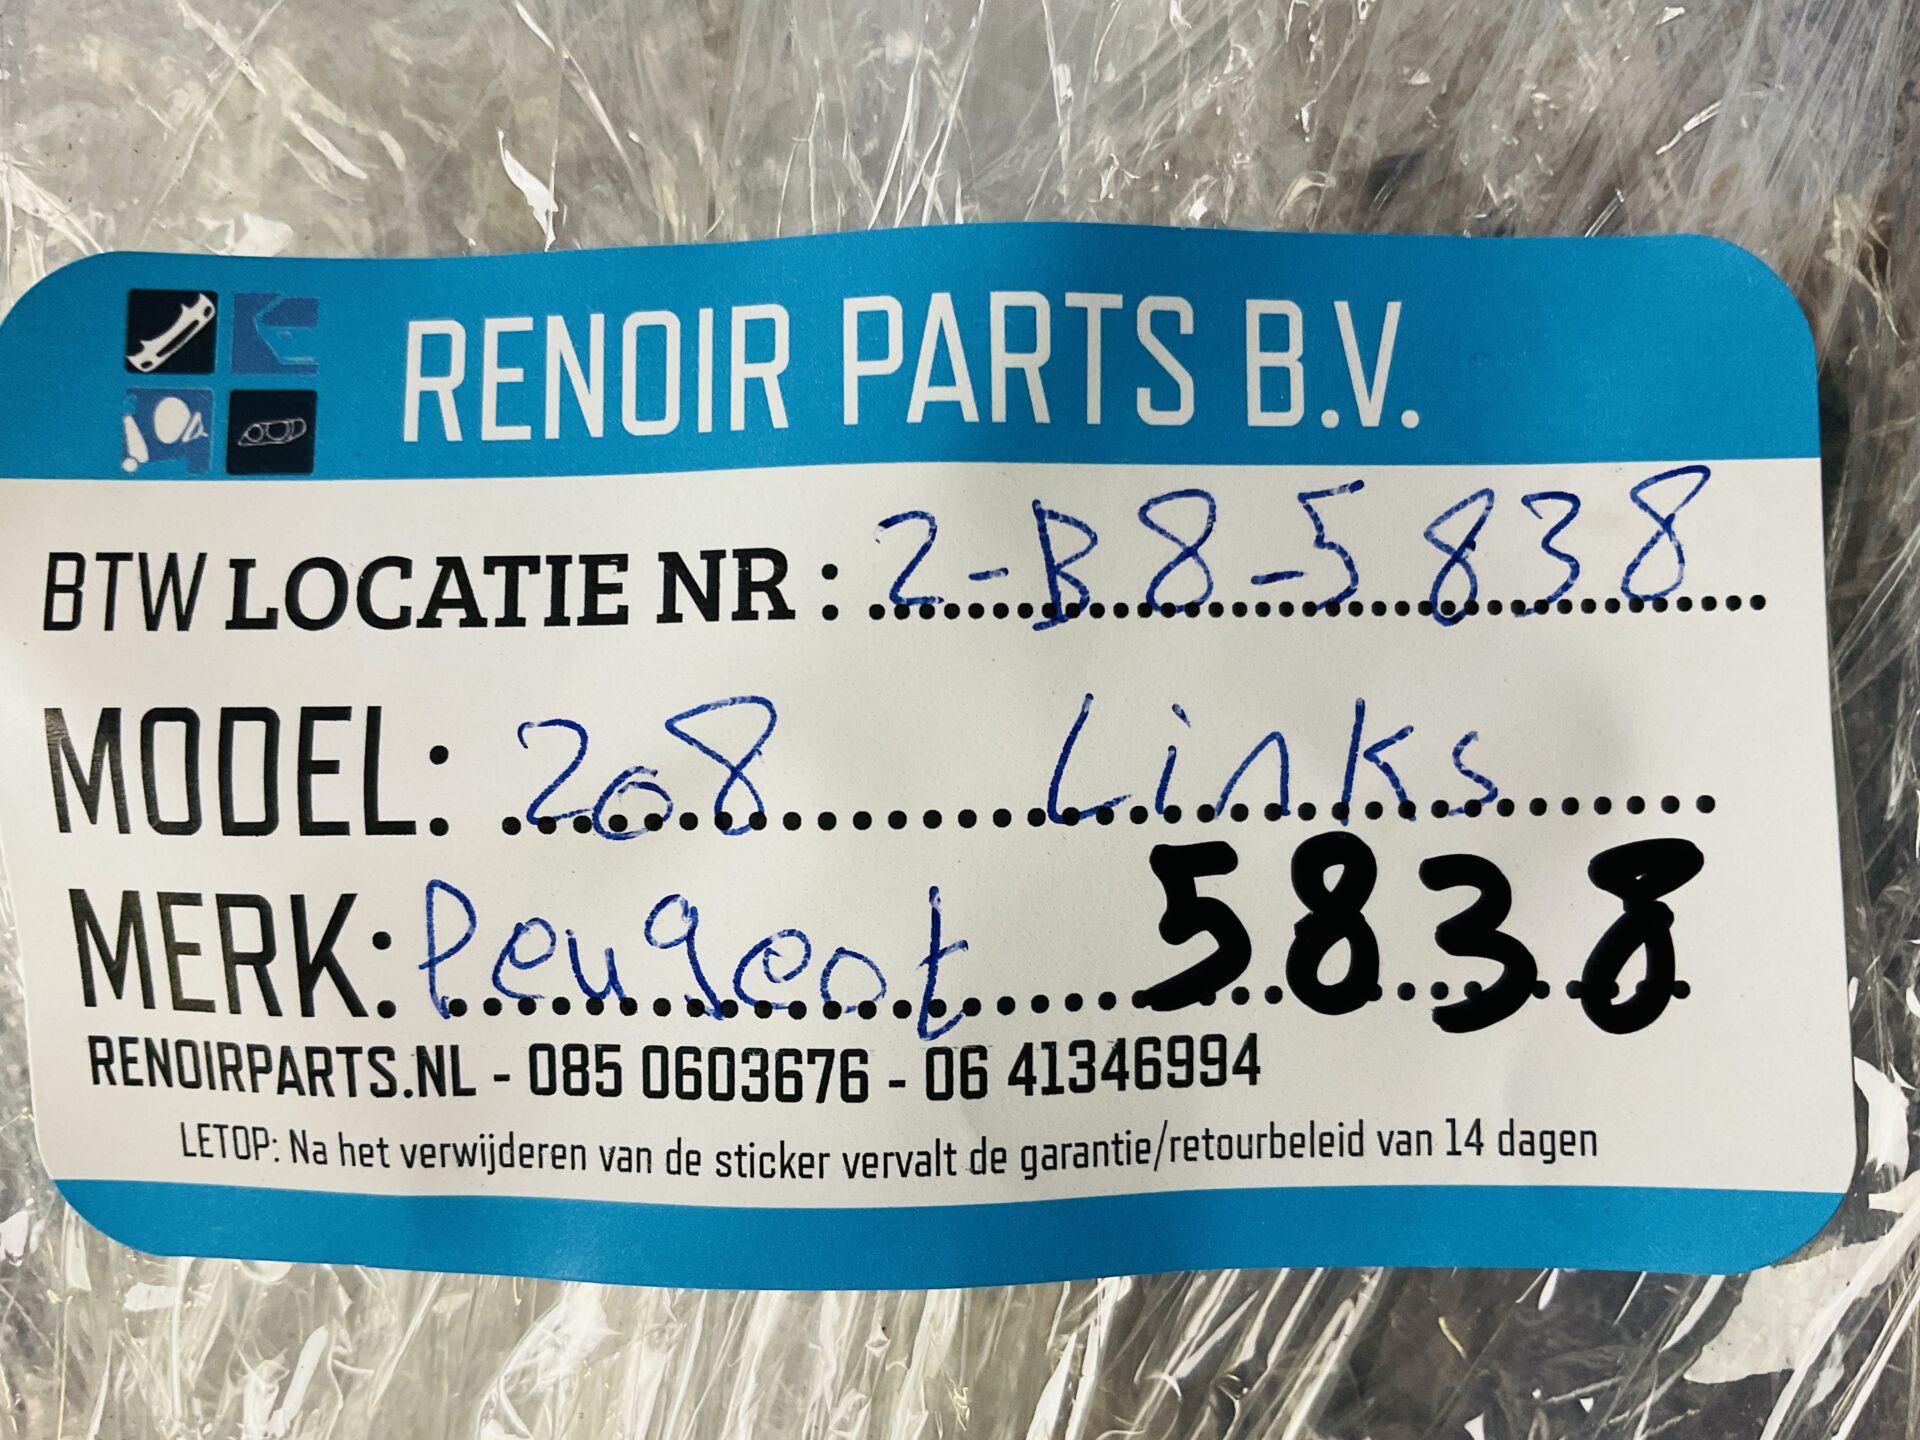 RENOIR PARTS B.V.
BTW LOCATIE NR : 2-B8-5838
MODEL: 208 Links
MERK: Peugeot 5838
RENOIRPARTS.NL - 085 0603676 - 06 41346994
LETOP: Na het verwijderen van de sticker vervalt de garantie/retourbeleid van 14 dagen